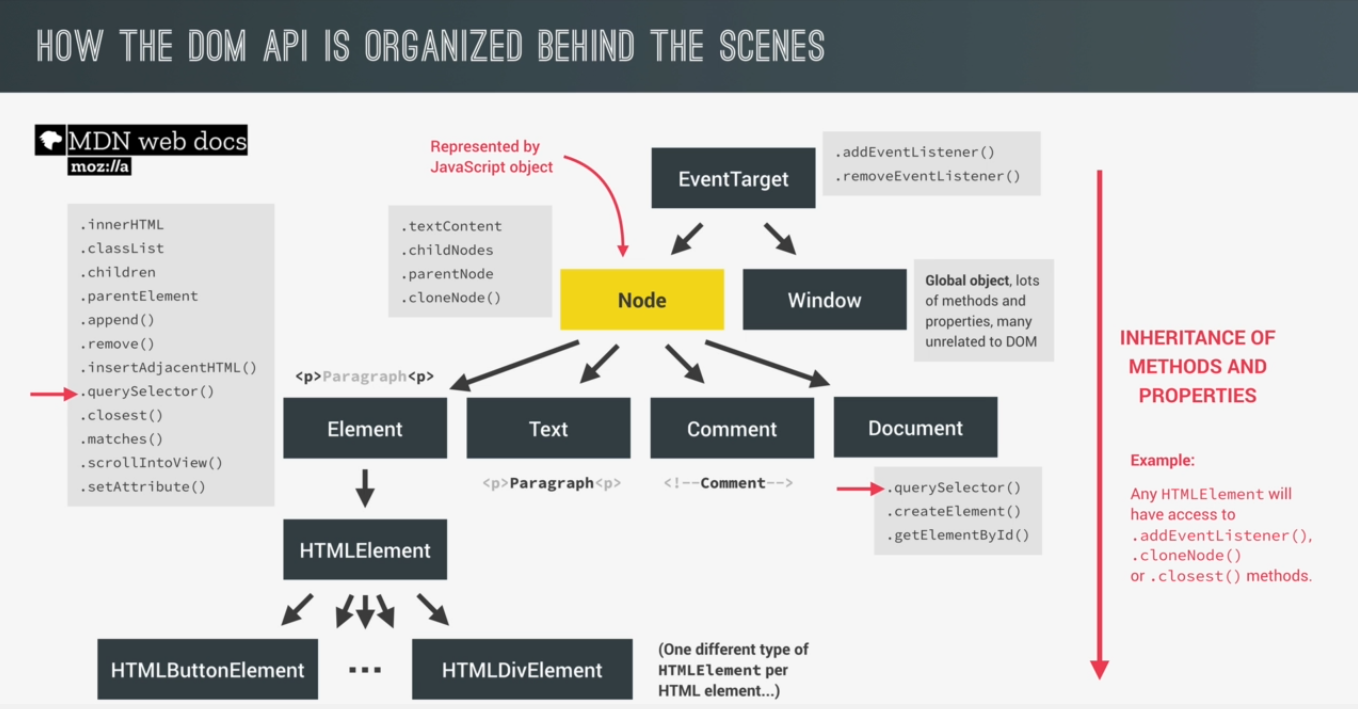 HOW THE DOM API IS ORGANIZED BEHIND THE SCENES
MDN web docs
moz://a
Represented by
JavaScript object
EventTarget
.addEventListener()
.removeEventListener()
.innerHTML
.classList
.children
.parentElement
.append()
.remove()
.insertAdjacentHTML()
.querySelector()
.closest()
.matches()
.scrollIntoView()
.setAttribute()
.textContent
.childNodes
.parentNode
.cloneNode()
Node
Window
Global object, lots
of methods and
properties, many
unrelated to DOM
<p>Paragraph<p>
Element
Text
Comment
Document
<p>Paragraph<p>
<!--Comment-->
.querySelector()
.createElement()
.getElementById()
HTMLElement
HTMLButtonElement
...
HTMLDivElement
(One different type of
HTMLElement per
HTML element...)
INHERITANCE OF
METHODS AND
PROPERTIES
Example:
Any HTMLElement will
have access to
.addEventListener(),
.cloneNode()
or .closest() methods.